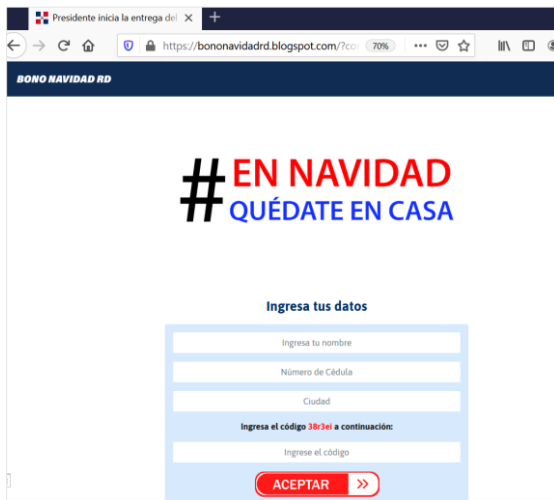 Presidente inicia la entrega del
https://bononavidadrd.blogspot.com/?co
70%
BONO NAVIDAD RD
# EN NAVIDAD
QUÉDATE EN CASA
Ingresa tus datos
Ingresa tu nombre
Número de Cédula
Ciudad
Ingresa el código 38r3ei a continuación:
Ingrese el código
ACEPTAR